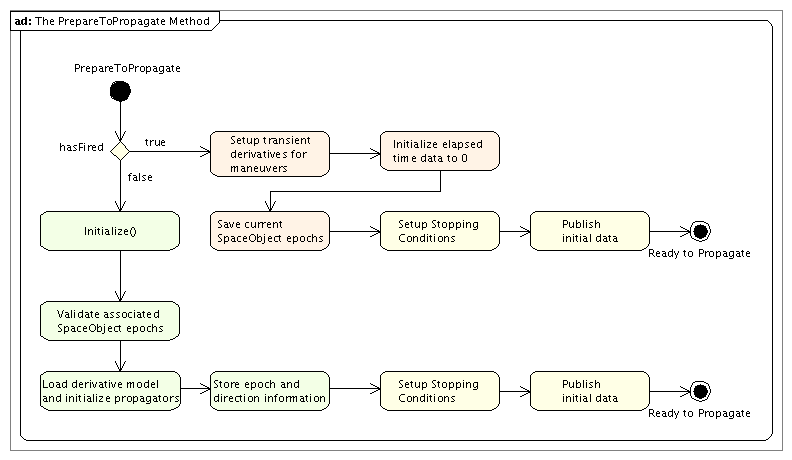 ad: The PrepareToPropagate Method
PrepareToPropagate
hasFired
true
false
Setup transient
derivatives for
maneuvers
Initialize elapsed
time data to 0
Initialize()
Save current
SpaceObject epochs
Setup Stopping
Conditions
Publish
initial data
Ready to Propagate
Validate associated
SpaceObject epochs
Load derivative model
and initialize propagators
Store epoch and
direction information
Setup Stopping
Conditions
Publish
initial data
Ready to Propagate